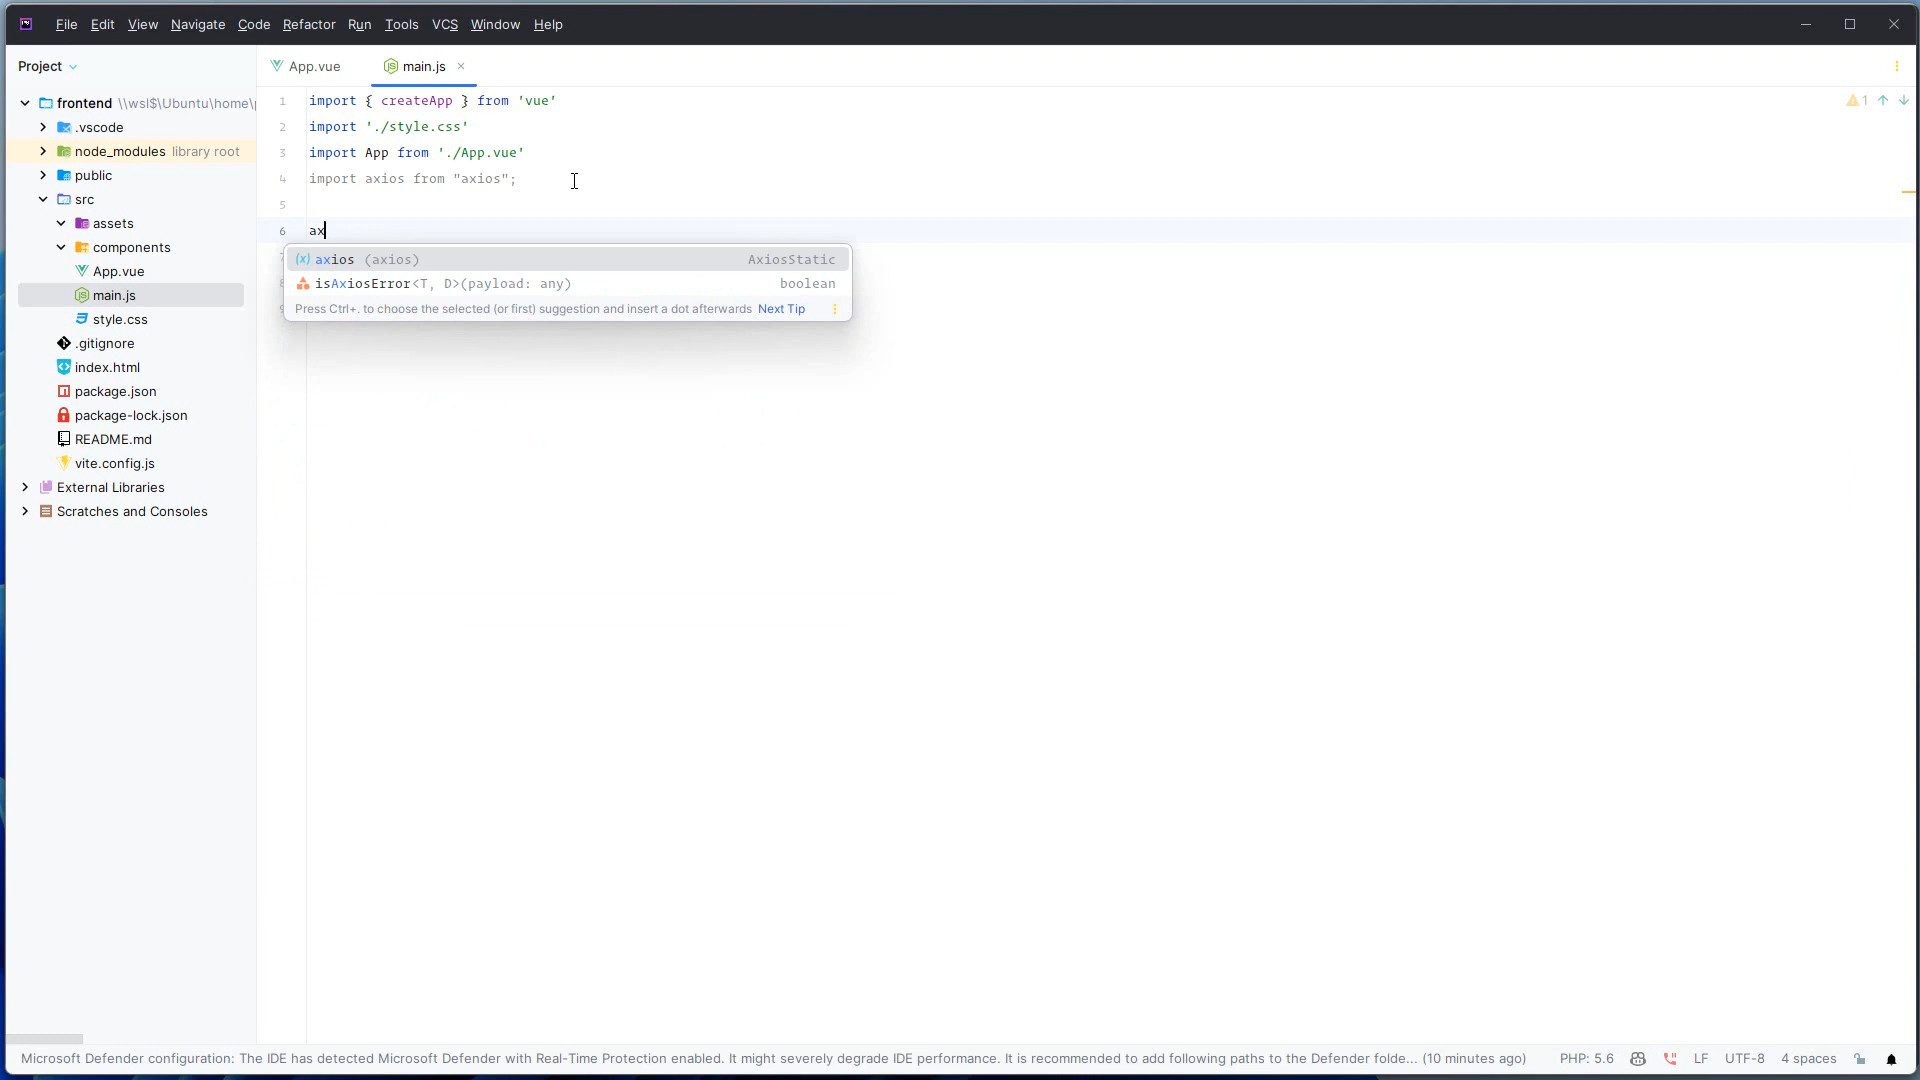 File Edit View Navigate Code Refactor Run Tools VCS Window Help
Project
App.vue
main.js
frontend \\wsl$\Ubuntu\home\
.vscode
node_modules library root
public
src
assets
components
App.vue
main.js
style.css
.gitignore
index.html
package.json
package-lock.json
README.md
vite.config.js
External Libraries
Scratches and Consoles
1 import { createApp } from 'vue'
2 import './style.css'
3 import App from './App.vue'
4 import axios from "axios";
5
6 ax
axios (axios) AxiosStatic
isAxiosError<T, D>(payload: any) boolean
Press Ctrl+. to choose the selected (or first) suggestion and insert a dot afterwards Next Tip
1
Microsoft Defender configuration: The IDE has detected Microsoft Defender with Real-Time Protection enabled. It might severely degrade IDE performance. It is recommended to add following paths to the Defender folde... (10 minutes ago)
PHP: 5.6 LF UTF-8 4 spaces